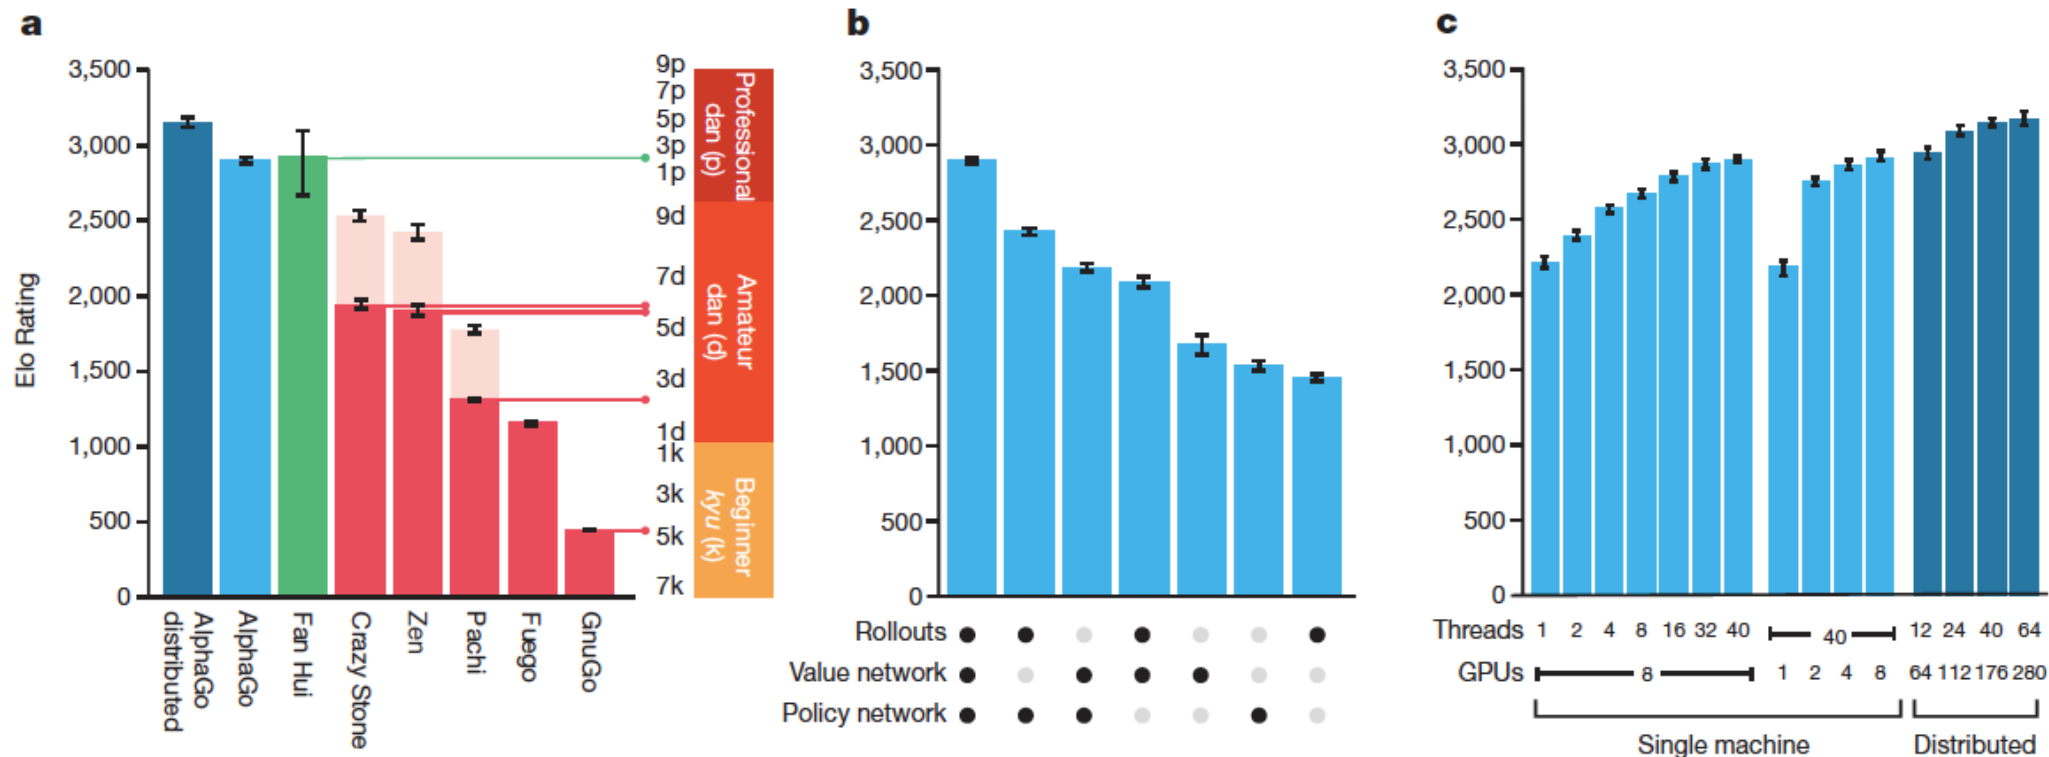 a
Elo Rating
3,500
3,000
2,500
2,000
1,500
1,000
500
0
AlphaGo distributed
AlphaGo
Fan Hui
Crazy Stone
Zen
Pachi
Fuego
GnuGo
9p
7p
5p
3p
1p
9d
7d
5d
3d
1d
1k
3k
5k
7k
Professional
dan (p)
Amateur
dan (d)
Beginner
kyu (k)
b
3,500
3,000
2,500
2,000
1,500
1,000
500
0
Rollouts
Value network
Policy network
c
3,500
3,000
2,500
2,000
1,500
1,000
500
0
Threads 1 2 4 8 16 32 40 40 12 24 40 64
GPUs 8 1 2 4 8 64 112 176 280
Single machine Distributed